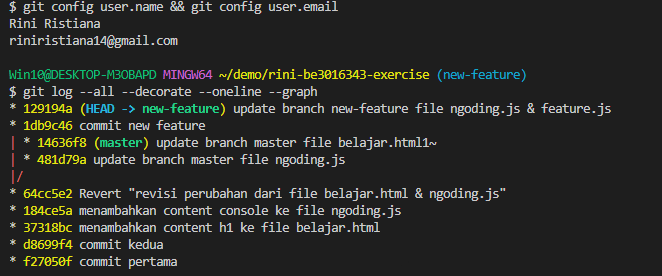 $ git config user.name && git config user.email
Rini Ristiana
riniristiana14@gmail.com
Win10@DESKTOP-M3OBAPD MINGW64 ~/demo/rini-be3016343-exercise (new-feature)
$ git log --all --decorate --oneline --graph
* 129194a (HEAD -> new-feature) update branch new-feature file ngoding.js & feature.js
* 1db9c46 commit new feature
| * 14636f8 (master) update branch master file belajar.html1~
| * 481d79a update branch master file ngoding.js
|/
* 64cc5e2 Revert "revisi perubahan dari file belajar.html & ngoding.js"
* 184ce5a menambahkan content console ke file ngoding.js
* 37318bc menambahkan content h1 ke file belajar.html
* d8699f4 commit kedua
* f27050f commit pertama